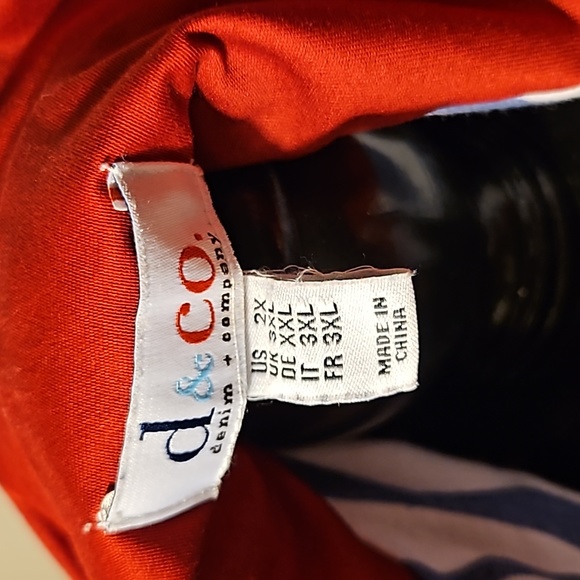 d&co.
denim + company
US 2X
UK 3XL
DE XXL
IT 3XL
FR 3XL
MADE IN
CHINA